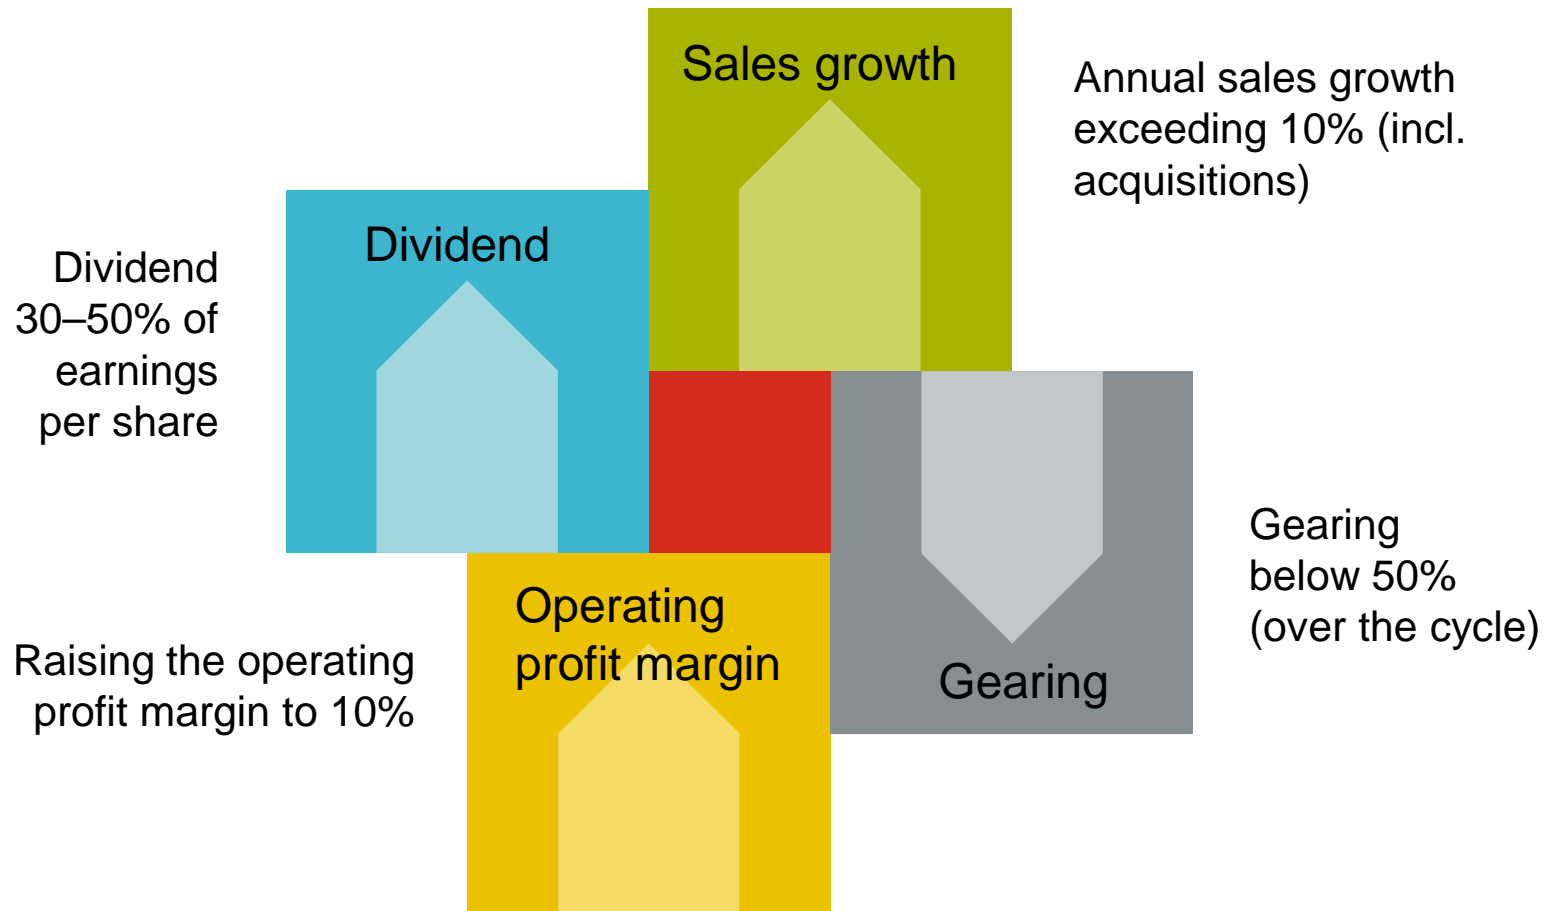 Sales growth
Annual sales growth
exceeding 10% (incl.
acquisitions)
Dividend
Dividend
30–50% of
earnings
per share
Gearing
below 50%
(over the cycle)
Gearing
Operating
profit margin
Raising the operating
profit margin to 10%